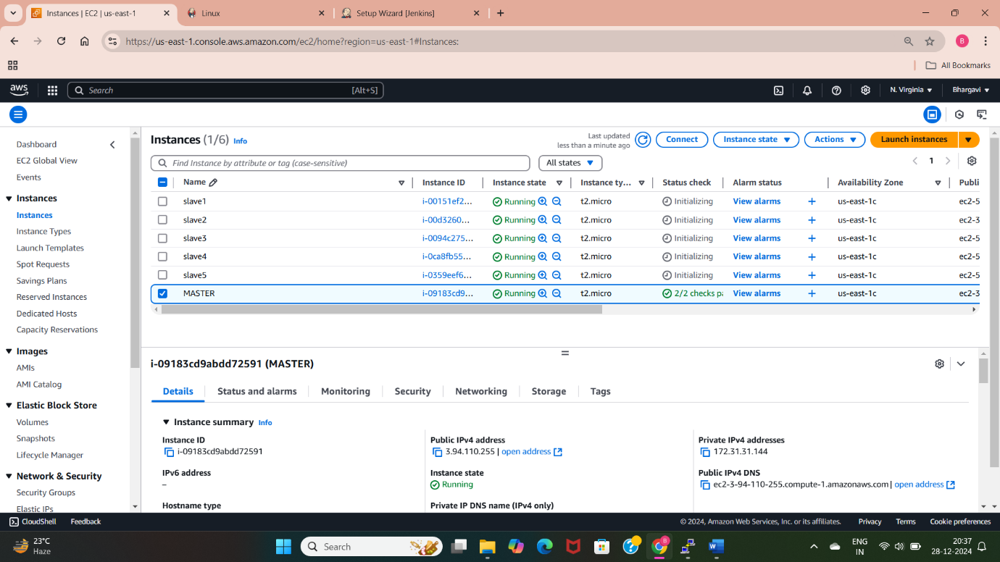 Instances | EC2 | us-east-1
Linux
Setup Wizard [Jenkins]
https://us-east-1.console.aws.amazon.com/ec2/home?region=us-east-1#Instances:
B
All Bookmarks
aws
Search [Alt+S]
N. Virginia
Bhargavi
Dashboard
EC2 Global View
Events
Instances
Instances
Instance Types
Launch Templates
Spot Requests
Savings Plans
Reserved Instances
Dedicated Hosts
Capacity Reservations
Images
AMIs
AMI Catalog
Elastic Block Store
Volumes
Snapshots
Lifecycle Manager
Network & Security
Security Groups
Elastic IPs
Instances (1/6) Info
Last updated
less than a minute ago
Connect
Instance state
Actions
Launch instances
Find Instance by attribute or tag (case-sensitive)
All states
1
Name Instance ID Instance state Instance ty... Status check Alarm status Availability Zone Publi
slave1 i-00151ef2... Running t2.micro Initializing View alarms + us-east-1c ec2-5
slave2 i-00d3260... Running t2.micro Initializing View alarms + us-east-1c ec2-3
slave3 i-0094c275... Running t2.micro Initializing View alarms + us-east-1c ec2-5
slave4 i-0ca8fb55... Running t2.micro Initializing View alarms + us-east-1c ec2-5
slave5 i-0359eef6... Running t2.micro Initializing View alarms + us-east-1c ec2-5
MASTER i-09183cd9... Running t2.micro 2/2 checks pa View alarms + us-east-1c ec2-3
i-09183cd9abdd72591 (MASTER)
Details Status and alarms Monitoring Security Networking Storage Tags
Instance summary Info
Instance ID
i-09183cd9abdd72591
Public IPv4 address
3.94.110.255 | open address
Private IPv4 addresses
172.31.31.144
IPv6 address
–
Instance state
Running
Public IPv4 DNS
ec2-3-94-110-255.compute-1.amazonaws.com | open address
Hostname type
Private IP DNS name (IPv4 only)
CloudShell Feedback
© 2024, Amazon Web Services, Inc. or its affiliates. Privacy Terms Cookie preferences
23°C
Haze
Search
B
ENG
IN
20:37
28-12-2024